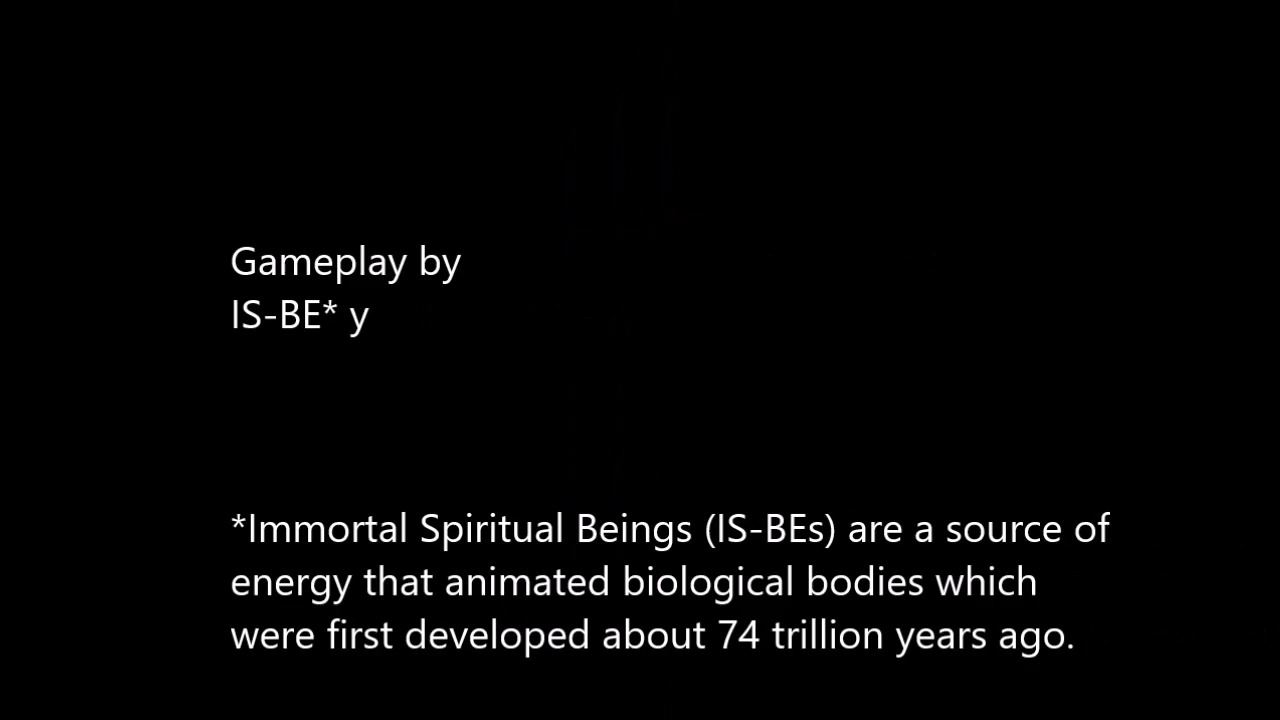 Gameplay by
IS-BE* y
*Immortal Spiritual Beings (IS-BEs) are a source of
energy that animated biological bodies which
were first developed about 74 trillion years ago.